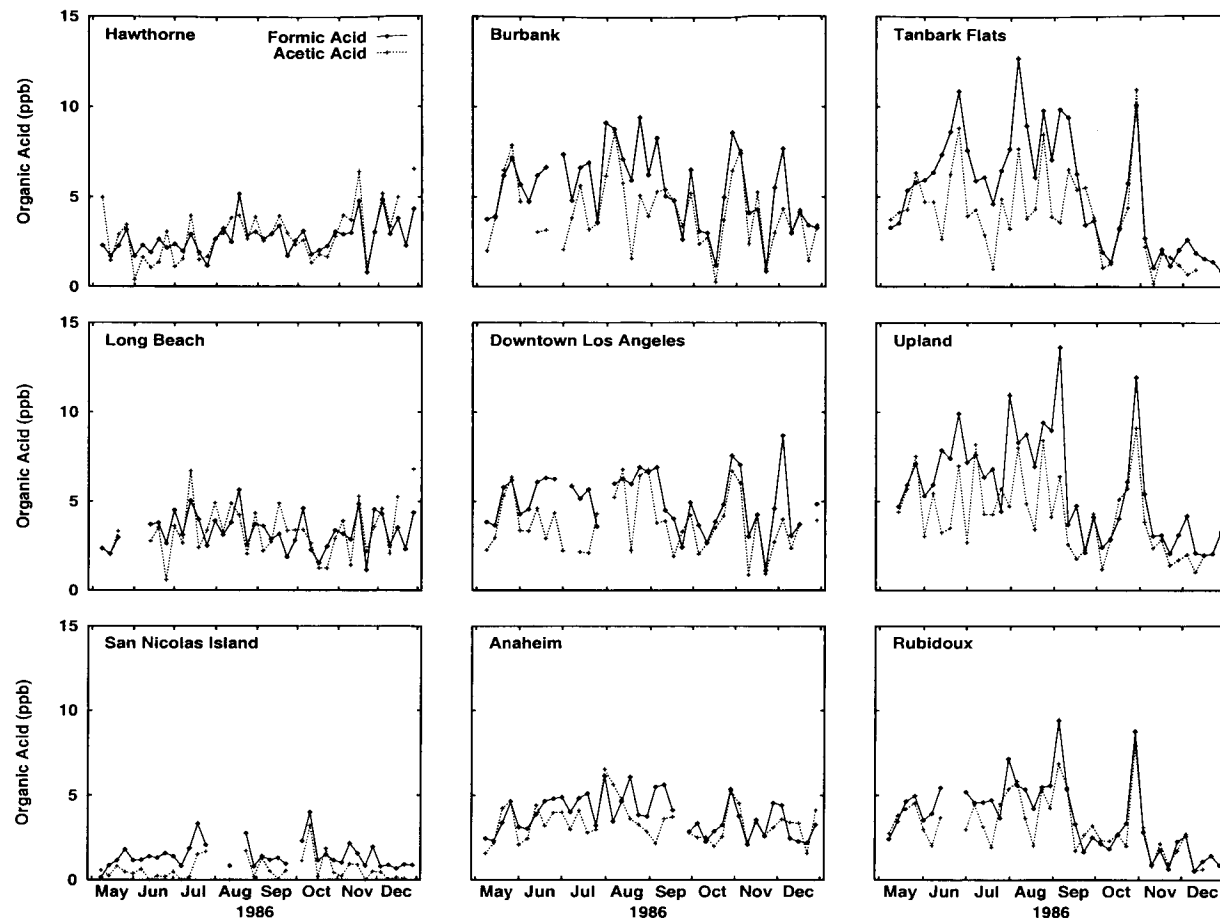 Hawthorne
Formic Acid
Acetic Acid
Burbank
Tanbark Flats
Organic Acid (ppb)
15
10
5
0
Long Beach
Downtown Los Angeles
Upland
Organic Acid (ppb)
15
10
5
0
San Nicolas Island
Anaheim
Rubidoux
Organic Acid (ppb)
15
10
5
0
May Jun Jul Aug Sep Oct Nov Dec
1986
May Jun Jul Aug Sep Oct Nov Dec
1986
May Jun Jul Aug Sep Oct Nov Dec
1986